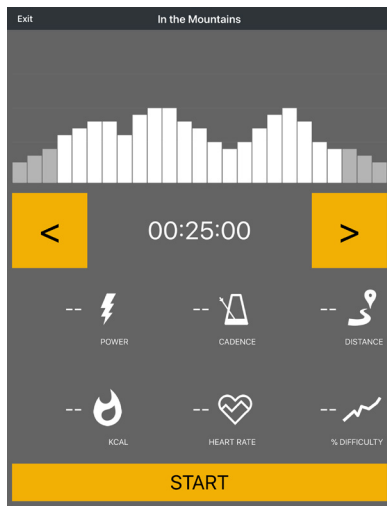 Exit In the Mountains
< 00:25:00 >
-- -- --
POWER CADENCE DISTANCE
-- -- --
KCAL HEART RATE % DIFFICULTY
START